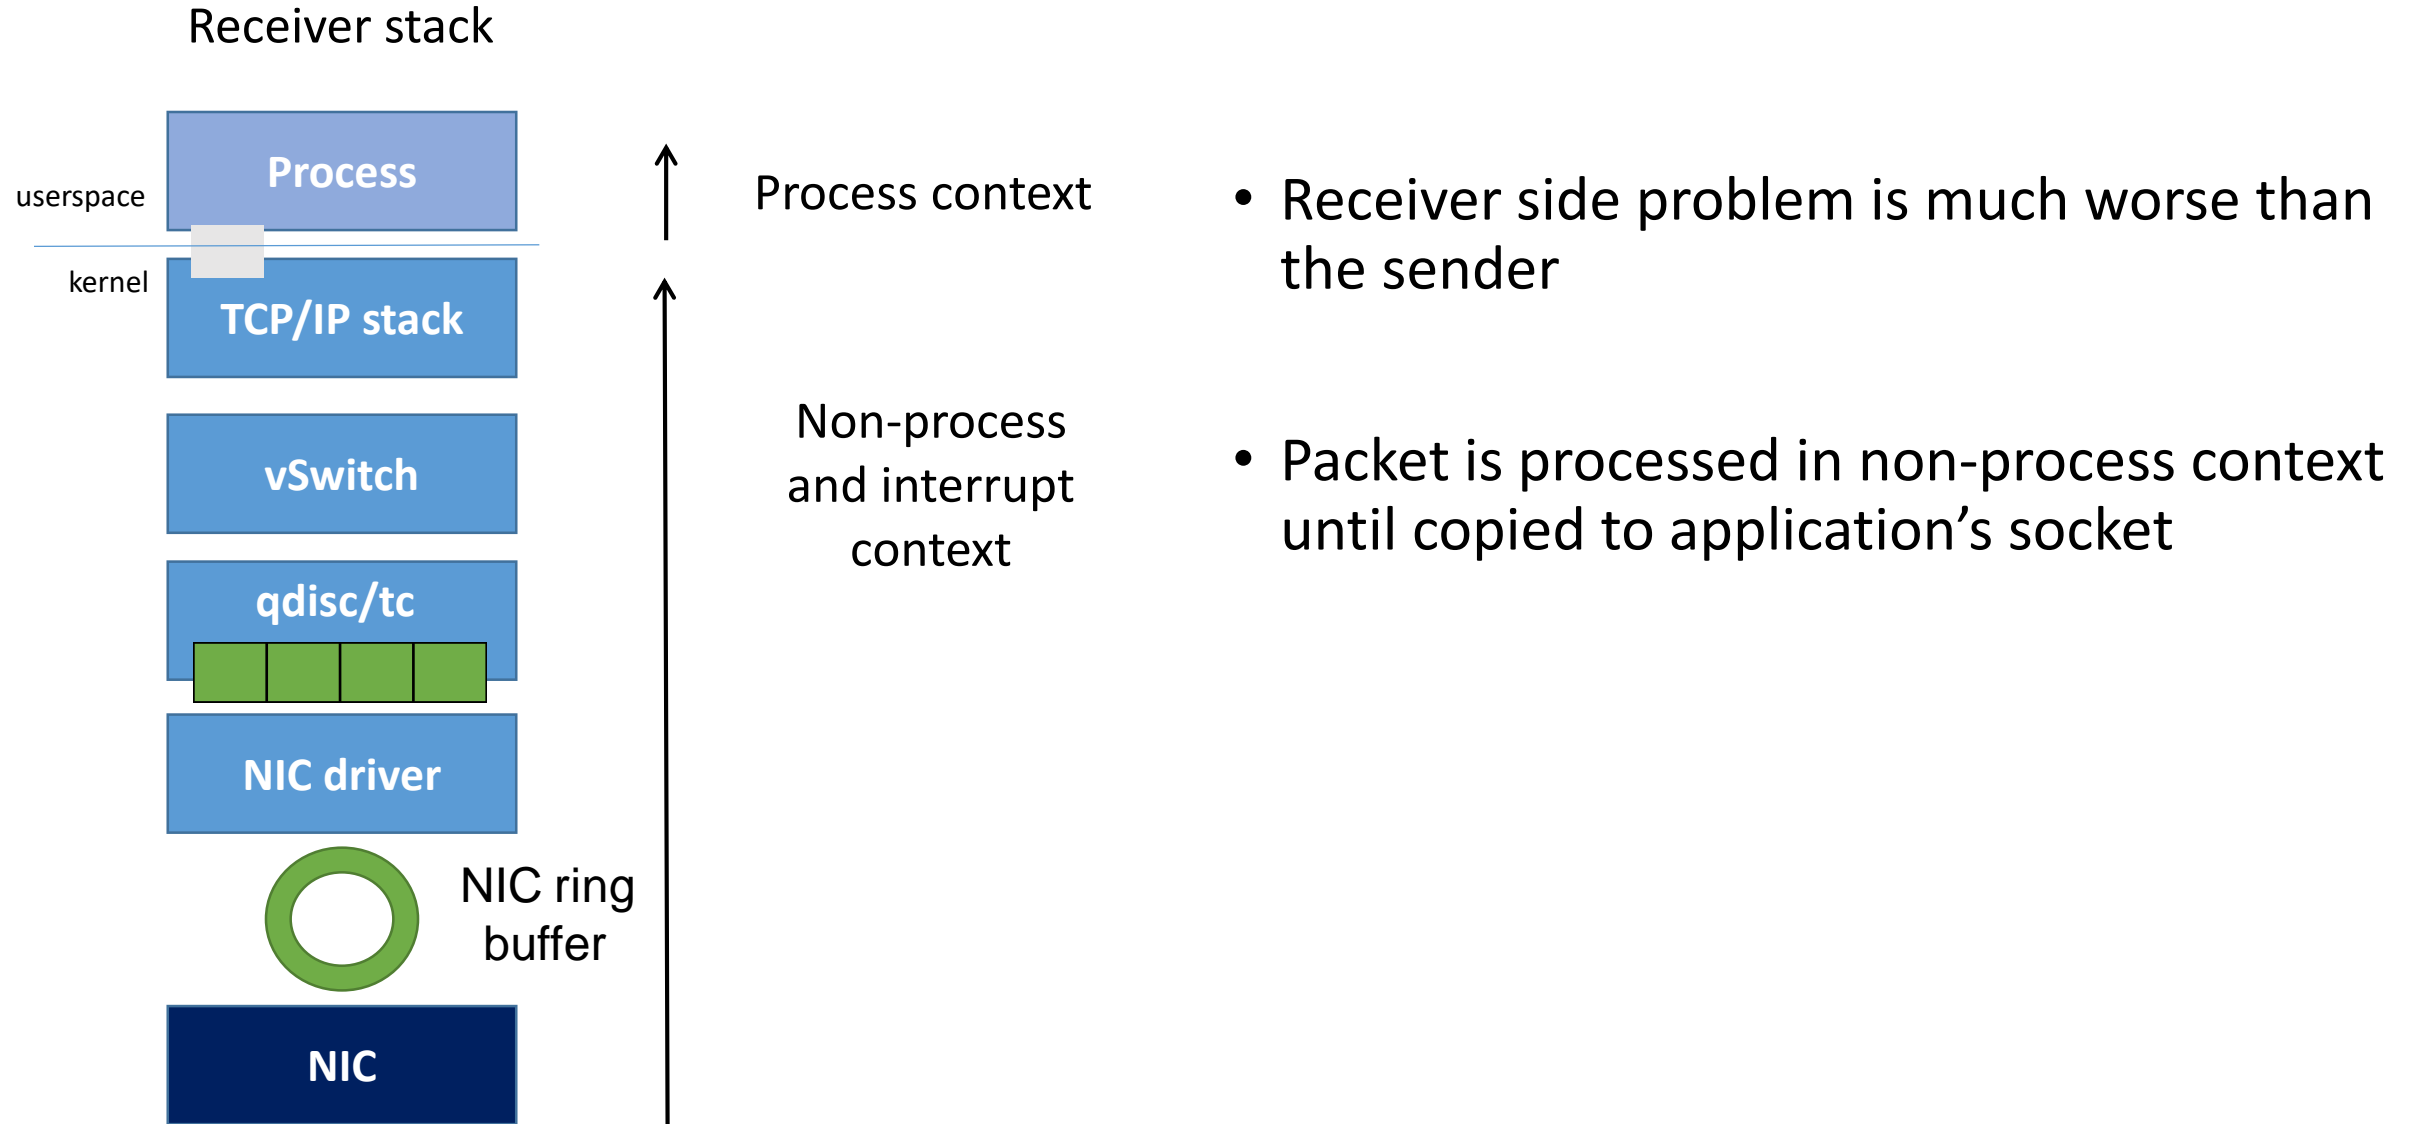 Receiver stack
Process
userspace
kernel
TCP/IP stack
vSwitch
qdisc/tc
NIC driver
NIC ring
buffer
NIC
Process context
Non-process
and interrupt
context
• Receiver side problem is much worse than
the sender
• Packet is processed in non-process context
until copied to application’s socket